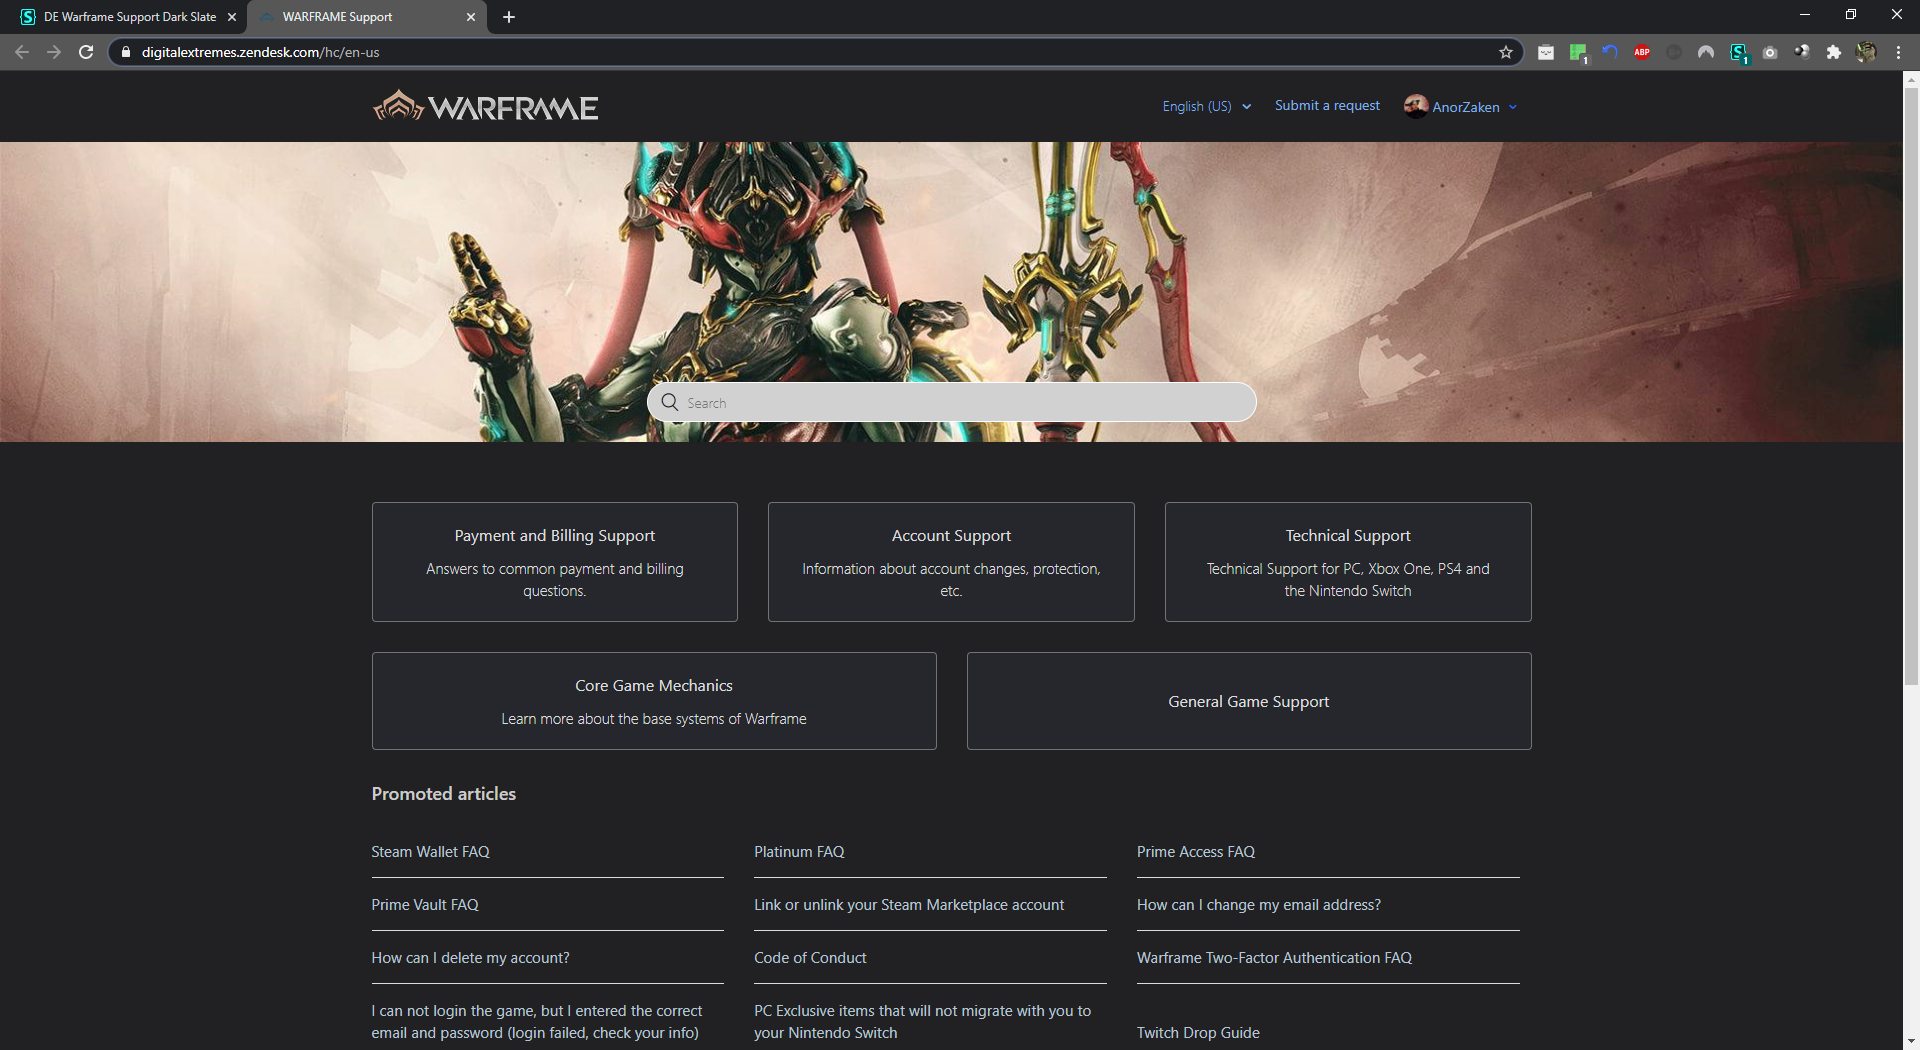 DE Warframe Support Dark Slate
WARFRAME Support
digitalextremes.zendesk.com/hc/en-us
1
ABP
1
WARFRAME
English (US)
Submit a request
AnorZaken
Search
Payment and Billing Support
Answers to common payment and billing
questions.
Account Support
Information about account changes, protection,
etc.
Technical Support
Technical Support for PC, Xbox One, PS4 and
the Nintendo Switch
Core Game Mechanics
Learn more about the base systems of Warframe
General Game Support
Promoted articles
Steam Wallet FAQ
Platinum FAQ
Prime Access FAQ
Prime Vault FAQ
Link or unlink your Steam Marketplace account
How can I change my email address?
How can I delete my account?
Code of Conduct
Warframe Two-Factor Authentication FAQ
I can not login the game, but I entered the correct
email and password (login failed, check your info)
PC Exclusive items that will not migrate with you to
your Nintendo Switch
Twitch Drop Guide